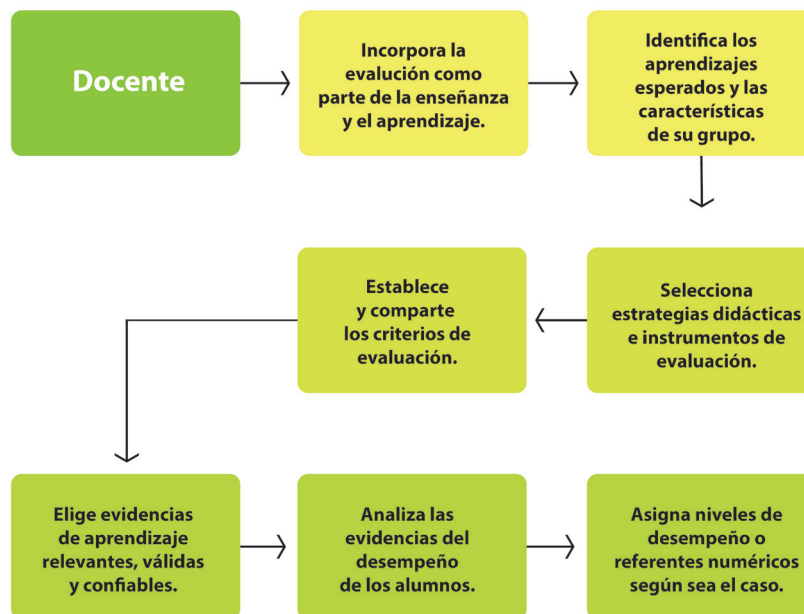 Docente
Incorpora la
evalución como
parte de la enseñanza
y el aprendizaje.
Identifica los
aprendizajes
esperados y las
características
de su grupo.
Selecciona
estrategias didácticas
e instrumentos de
evaluación.
Establece
y comparte
los criterios de
evaluación.
Elige evidencias
de aprendizaje
relevantes, válidas
y confiables.
Analiza las
evidencias del
desempeño
de los alumnos.
Asigna niveles de
desempeño o
referentes numéricos
según sea el caso.